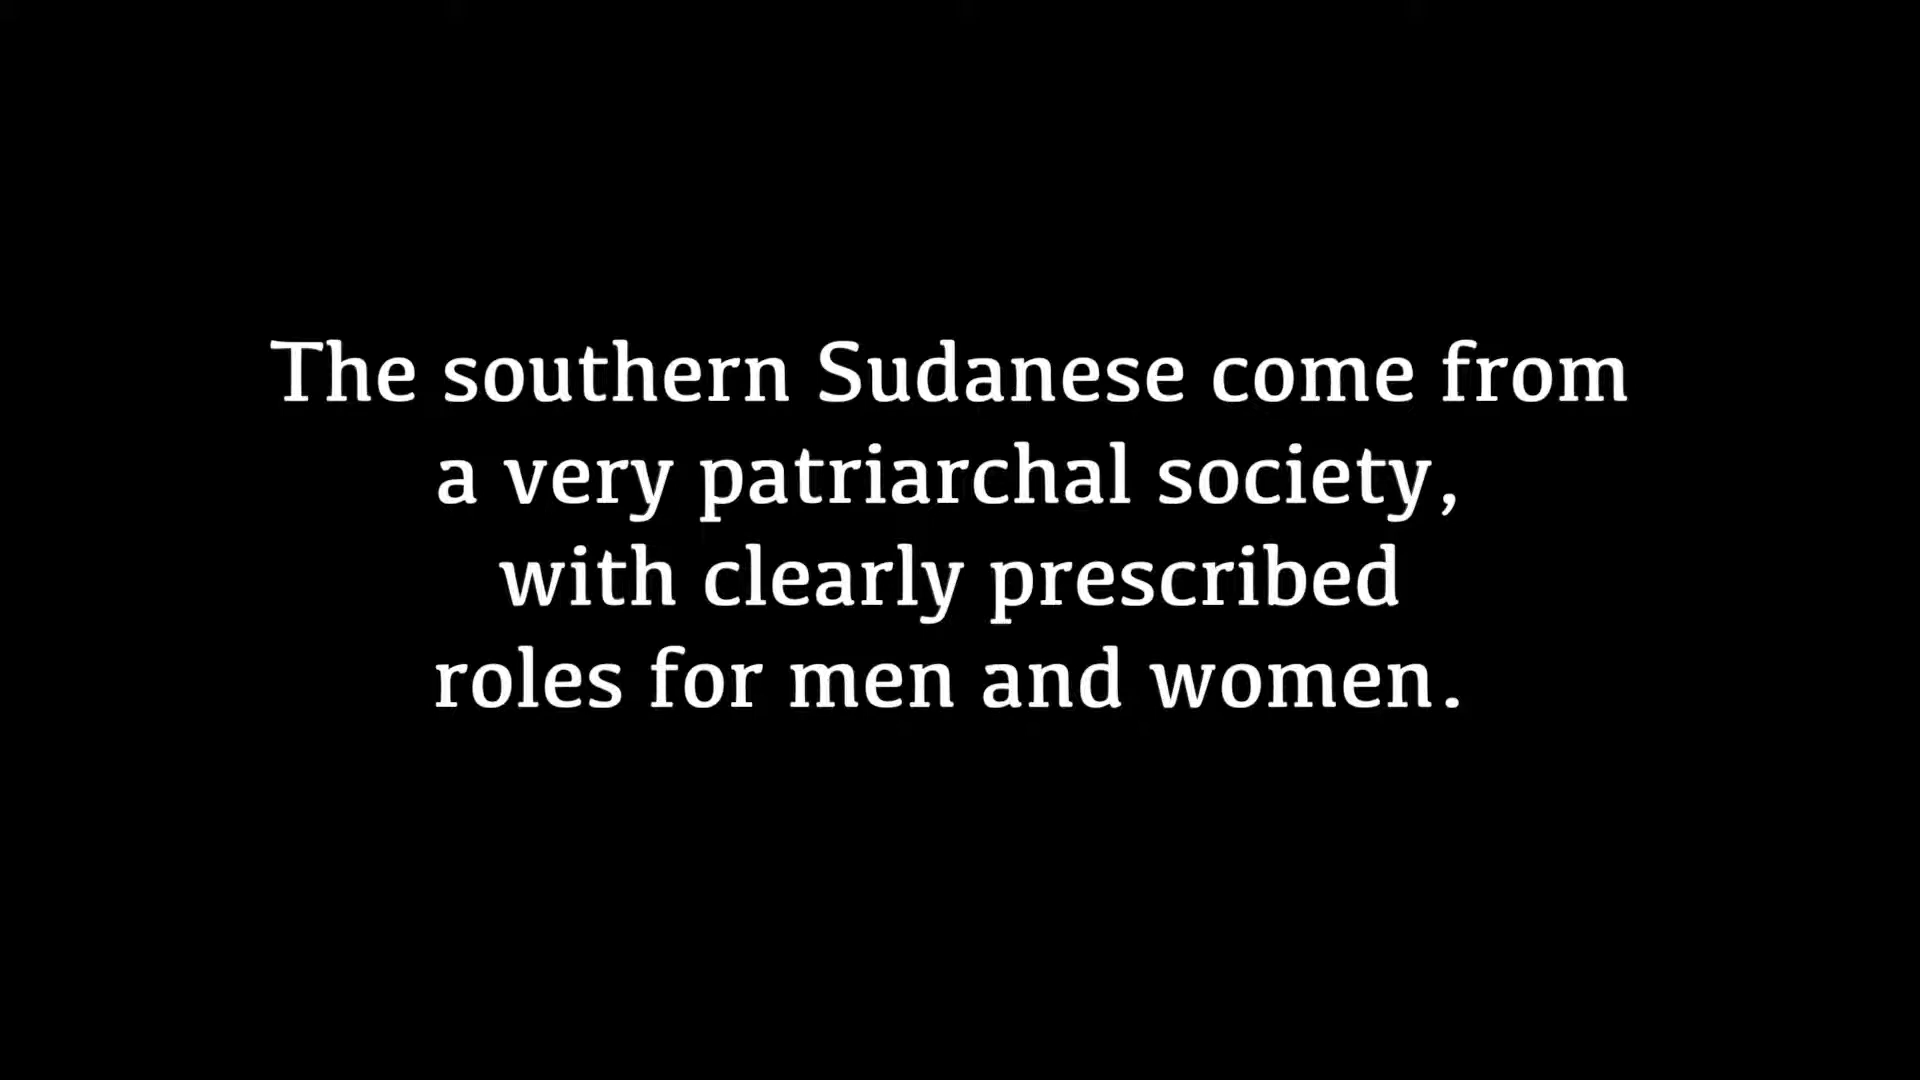 The southern Sudanese come from
a very patriarchal society,
with clearly prescribed
roles for men and women.